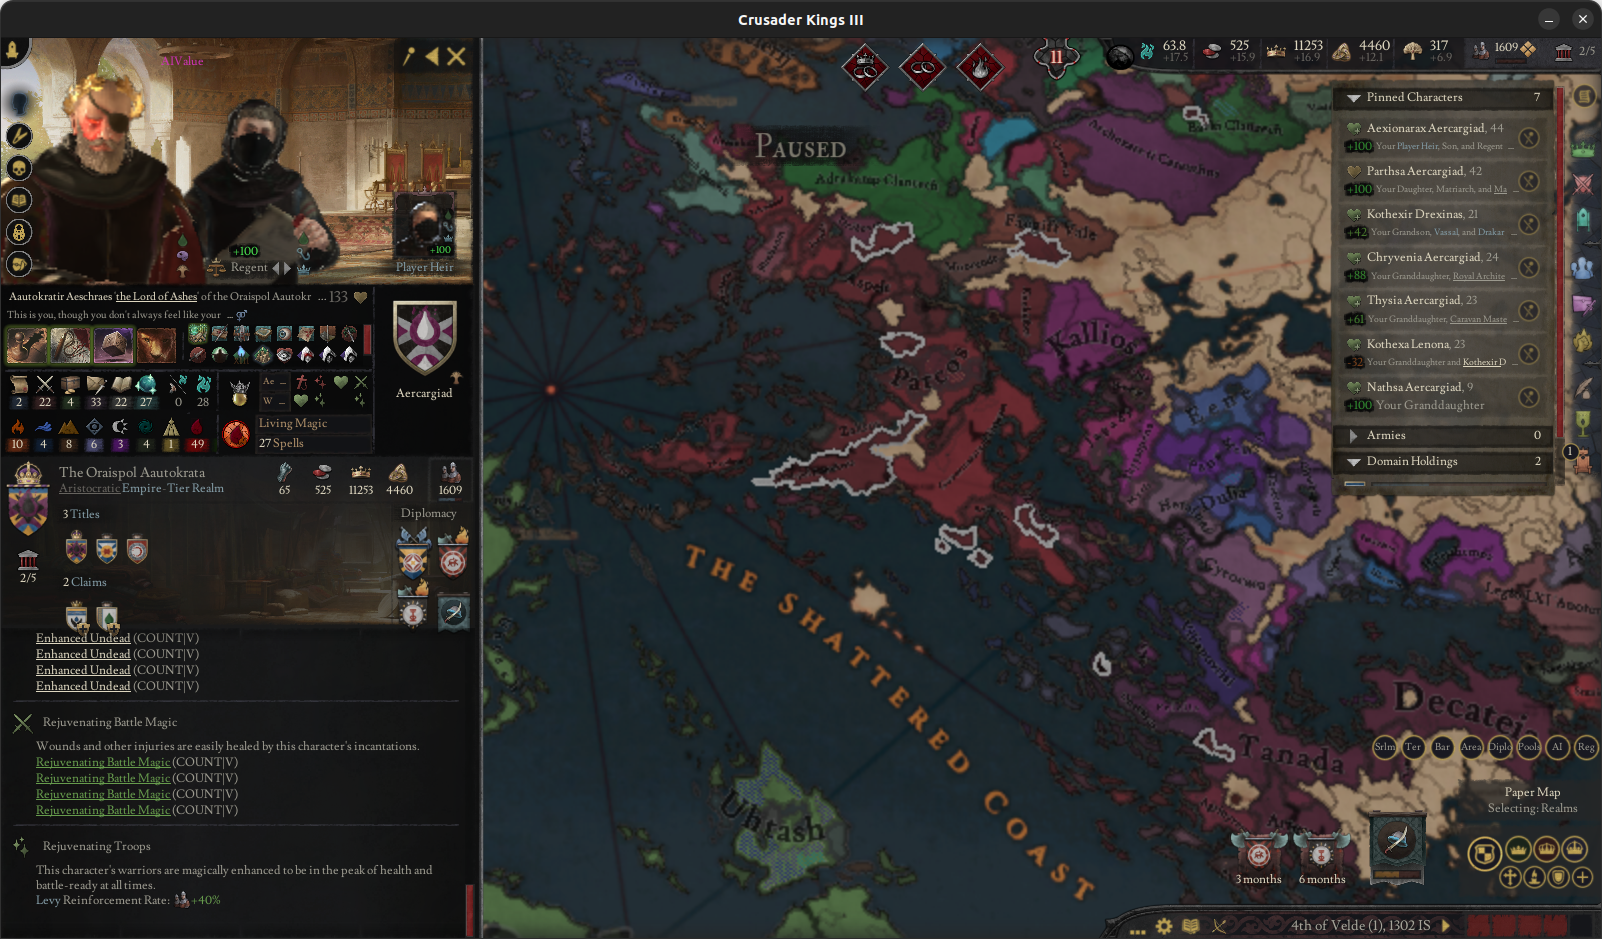 Crusader Kings III
AIValue
+100
Regent
+100
Player Heir
Aautokratir Aeschraes 'the Lord of Ashes' of the Oraispol Aautokr ... 133
This is you, though you don't always feel like your ...
Aercargiad
2 22 4 33 22 27 0 28
Ae ...
W ...
10 4 8 6 3 4 1 49
Living Magic
27 Spells
The Oraispol Aautokrata
Aristocratic Empire-Tier Realm
65 525 11253 4460 1609
3 Titles
Diplomacy
2/5
2 Claims
Enhanced Undead (COUNT|V)
Enhanced Undead (COUNT|V)
Enhanced Undead (COUNT|V)
Enhanced Undead (COUNT|V)
Rejuvenating Battle Magic
Wounds and other injuries are easily healed by this character's incantations.
Rejuvenating Battle Magic (COUNT|V)
Rejuvenating Battle Magic (COUNT|V)
Rejuvenating Battle Magic (COUNT|V)
Rejuvenating Battle Magic (COUNT|V)
Rejuvenating Troops
This character's warriors are magically enhanced to be in the peak of health and
battle-ready at all times.
Levy Reinforcement Rate: +40%
11
63.8 +17.5
525 +15.9
11253 +16.9
4460 +12.1
317 +6.9
1609
2/5
Paused
Kallios
Parcos
Eene
Duha
Tanada
Uhtash
THE SHATTERED COAST
Pinned Characters 7
Aexionarax Aercargiad, 44
+100 Your Player Heir, Son, and Regent ...
Parthsa Aercargiad, 42
+100 Your Daughter, Matriarch, and Ma ...
Kothexir Drexinas, 21
+42 Your Grandson, Vassal, and Drakar ...
Chryvenia Aercargiad, 24
+88 Your Granddaughter, Royal Archite ...
Thysia Aercargiad, 23
+61 Your Granddaughter, Caravan Maste ...
Kothexa Lenona, 23
-32 Your Granddaughter and Kothexir D ...
Nathsa Aercargiad, 9
+100 Your Granddaughter
Armies 0
Domain Holdings 2
1
Srlm Ter Bar Area Diplo Pools AI Reg
Paper Map
Selecting: Realms
3 months
6 months
4th of Velde (1), 1302 IS